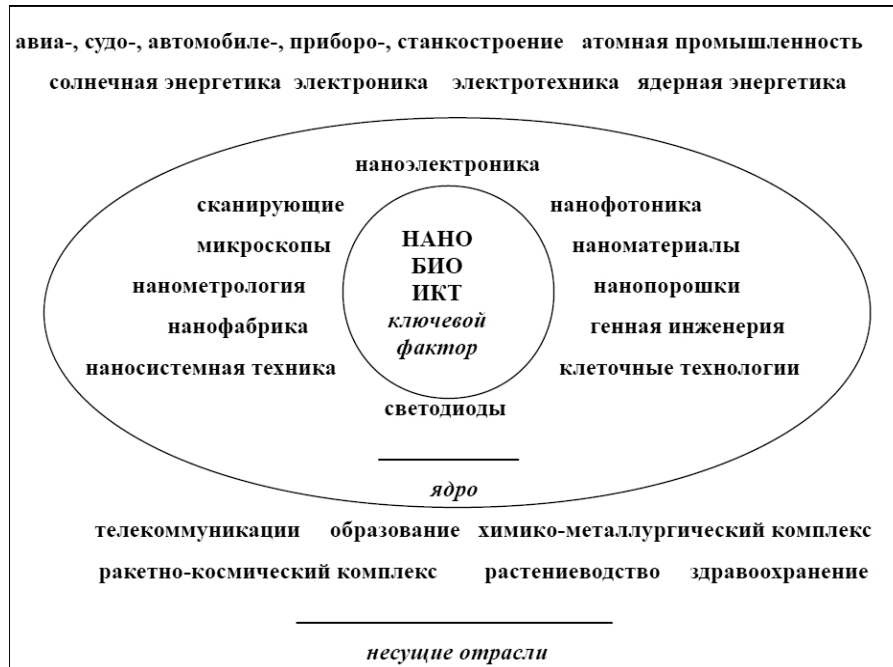 авиа-, судо-, автомобиле-, приборо-, станкостроение атомная промышленность
солнечная энергетика электроника электротехника ядерная энергетика
наноэлектроника
сканирующие
микроскопы
нанометрология
нанофабрика
наносистемная техника
НАНО
БИО
ИКТ
ключевой
фактор
нанофотоника
наноматериалы
нанопорошки
генная инженерия
клеточные технологии
светодиоды
ядро
телекоммуникации образование химико-металлургический комплекс
ракетно-космический комплекс растениеводство здравоохранение
несущие отрасли